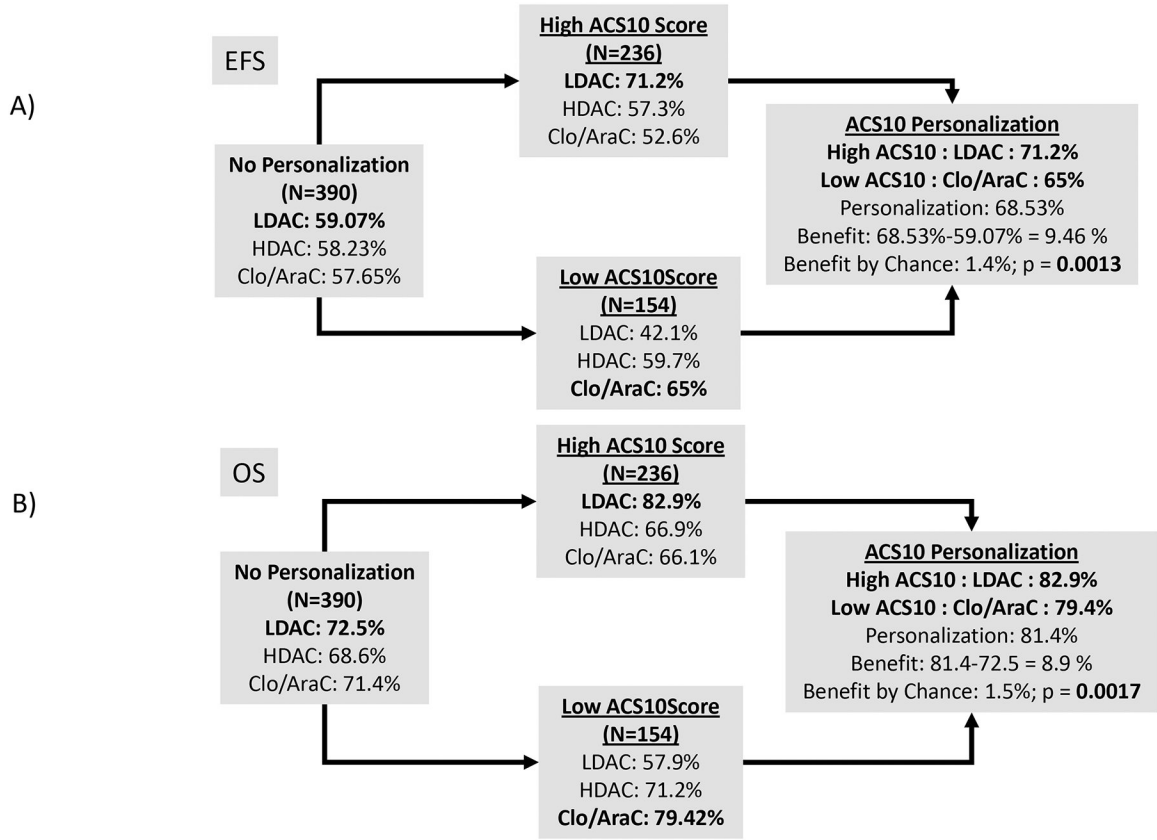 A)
EFS
No Personalization
(N=390)
LDAC: 59.07%
HDAC: 58.23%
Clo/AraC: 57.65%
High ACS10 Score
(N=236)
LDAC: 71.2%
HDAC: 57.3%
Clo/AraC: 52.6%
Low ACS10Score
(N=154)
LDAC: 42.1%
HDAC: 59.7%
Clo/AraC: 65%
ACS10 Personalization
High ACS10 : LDAC : 71.2%
Low ACS10 : Clo/AraC : 65%
Personalization: 68.53%
Benefit: 68.53%-59.07% = 9.46 %
Benefit by Chance: 1.4%; p = 0.0013
B)
OS
No Personalization
(N=390)
LDAC: 72.5%
HDAC: 68.6%
Clo/AraC: 71.4%
High ACS10 Score
(N=236)
LDAC: 82.9%
HDAC: 66.9%
Clo/AraC: 66.1%
Low ACS10Score
(N=154)
LDAC: 57.9%
HDAC: 71.2%
Clo/AraC: 79.42%
ACS10 Personalization
High ACS10 : LDAC : 82.9%
Low ACS10 : Clo/AraC : 79.4%
Personalization: 81.4%
Benefit: 81.4-72.5 = 8.9 %
Benefit by Chance: 1.5%; p = 0.0017